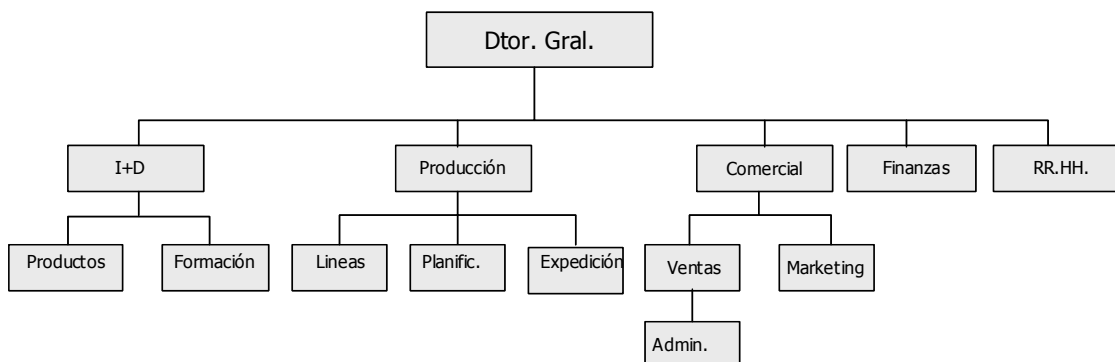 Dtor. Gral.
I+D
Producción
Comercial
Finanzas
RR.HH.
Productos
Formación
Lineas
Planific.
Expedición
Ventas
Marketing
Admin.